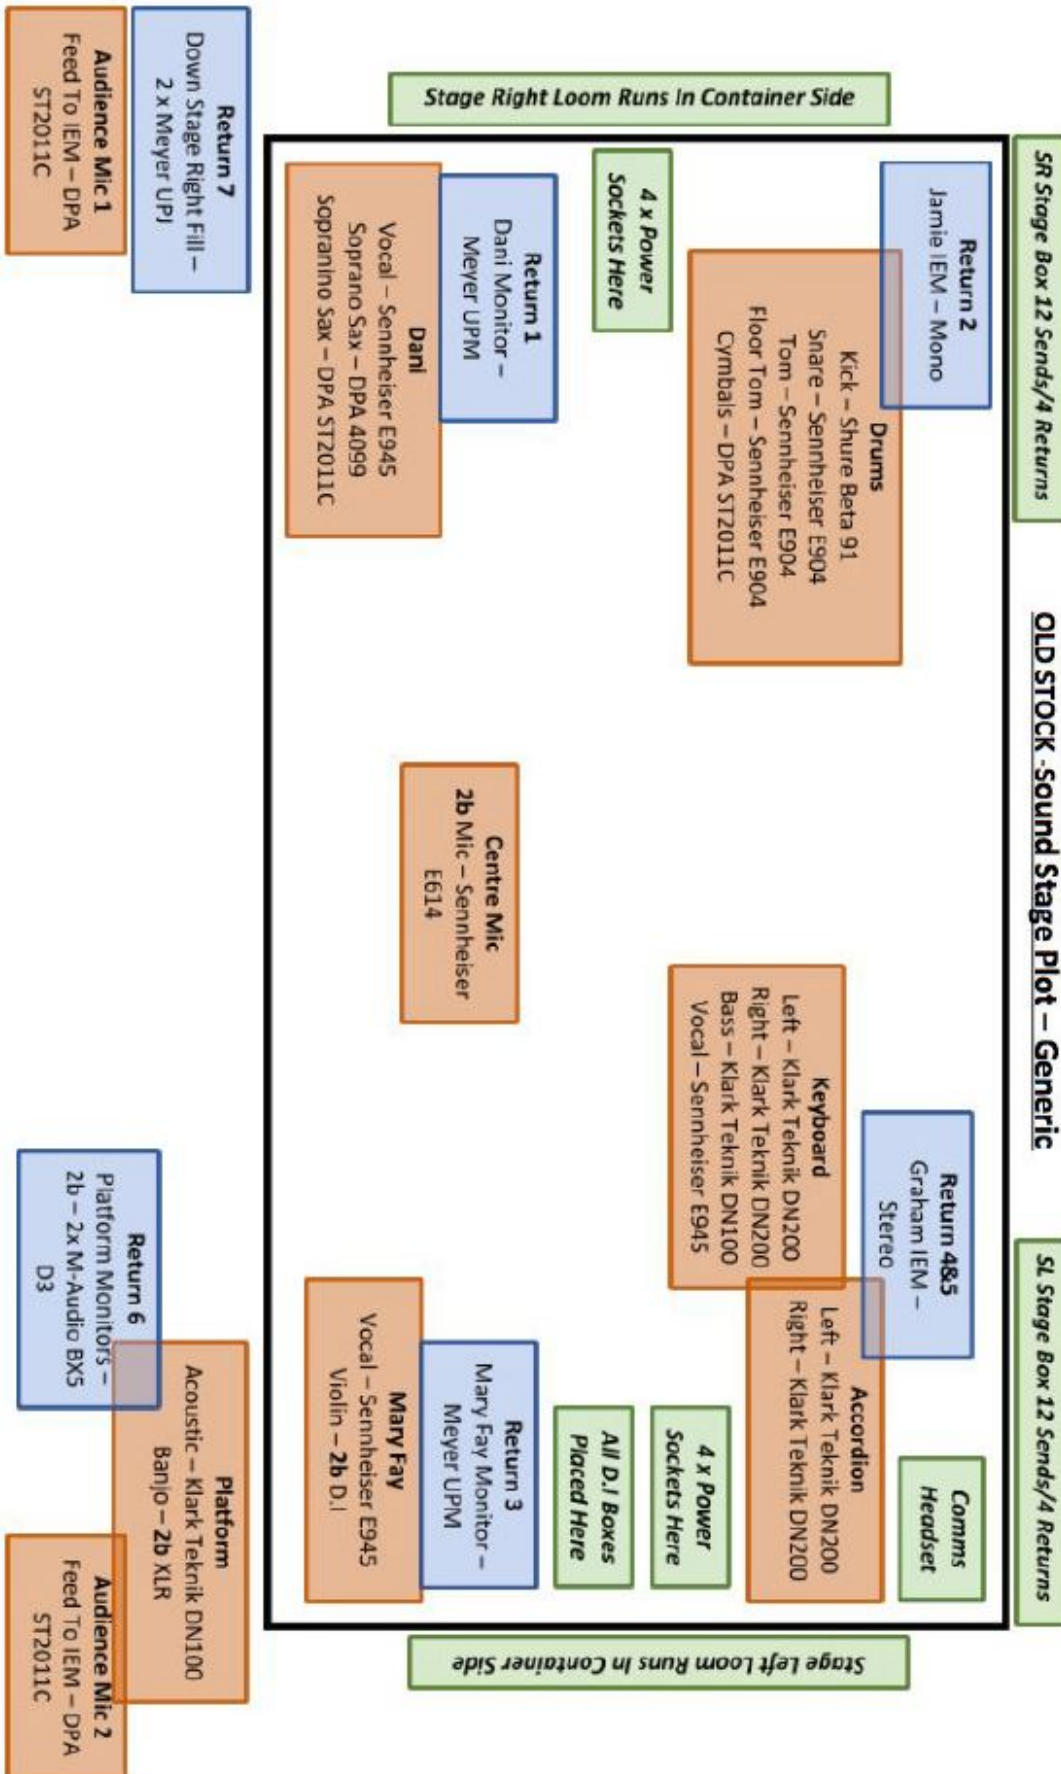 OLD STOCK -Sound Stage Plot – Generic
SR Stage Box 12 Sends/4 Returns
SL Stage Box 12 Sends/4 Returns
Return 2
Jamie IEM – Mono
Drums
Kick – Shure Beta 91
Snare – Sennheiser E904
Tom – Sennheiser E904
Floor Tom – Sennheiser E904
Cymbals – DPA ST2011C
Return 4&5
Graham IEM –
Stereo
Keyboard
Left – Klark Teknik DN200
Right – Klark Teknik DN200
Bass – Klark Teknik DN100
Vocal – Sennheiser E945
Accordion
Left – Klark Teknik DN200
Right – Klark Teknik DN200
Comms
Headset
Stage Right Loom Runs In Container Side
4 x Power
Sockets Here
4 x Power
Sockets Here
All D.I Boxes
Placed Here
Stage Left Loom Runs In Container Side
Return 1
Dani Monitor –
Meyer UPM
Dani
Vocal – Sennheiser E945
Soprano Sax – DPA 4099
Sopranino Sax – DPA ST2011C
Centre Mic
2b Mic – Sennheiser
E614
Return 3
Mary Fay Monitor –
Meyer UPM
Mary Fay
Vocal – Sennheiser E945
Violin – 2b D.I
Return 7
Down Stage Right Fill –
2 x Meyer UPJ
Audience Mic 1
Feed To IEM – DPA
ST2011C
Return 6
Platform Monitors –
2b – 2x M-Audio BX5
D3
Platform
Acoustic – Klark Teknik DN100
Banjo – 2b XLR
Audience Mic 2
Feed To IEM – DPA
ST2011C